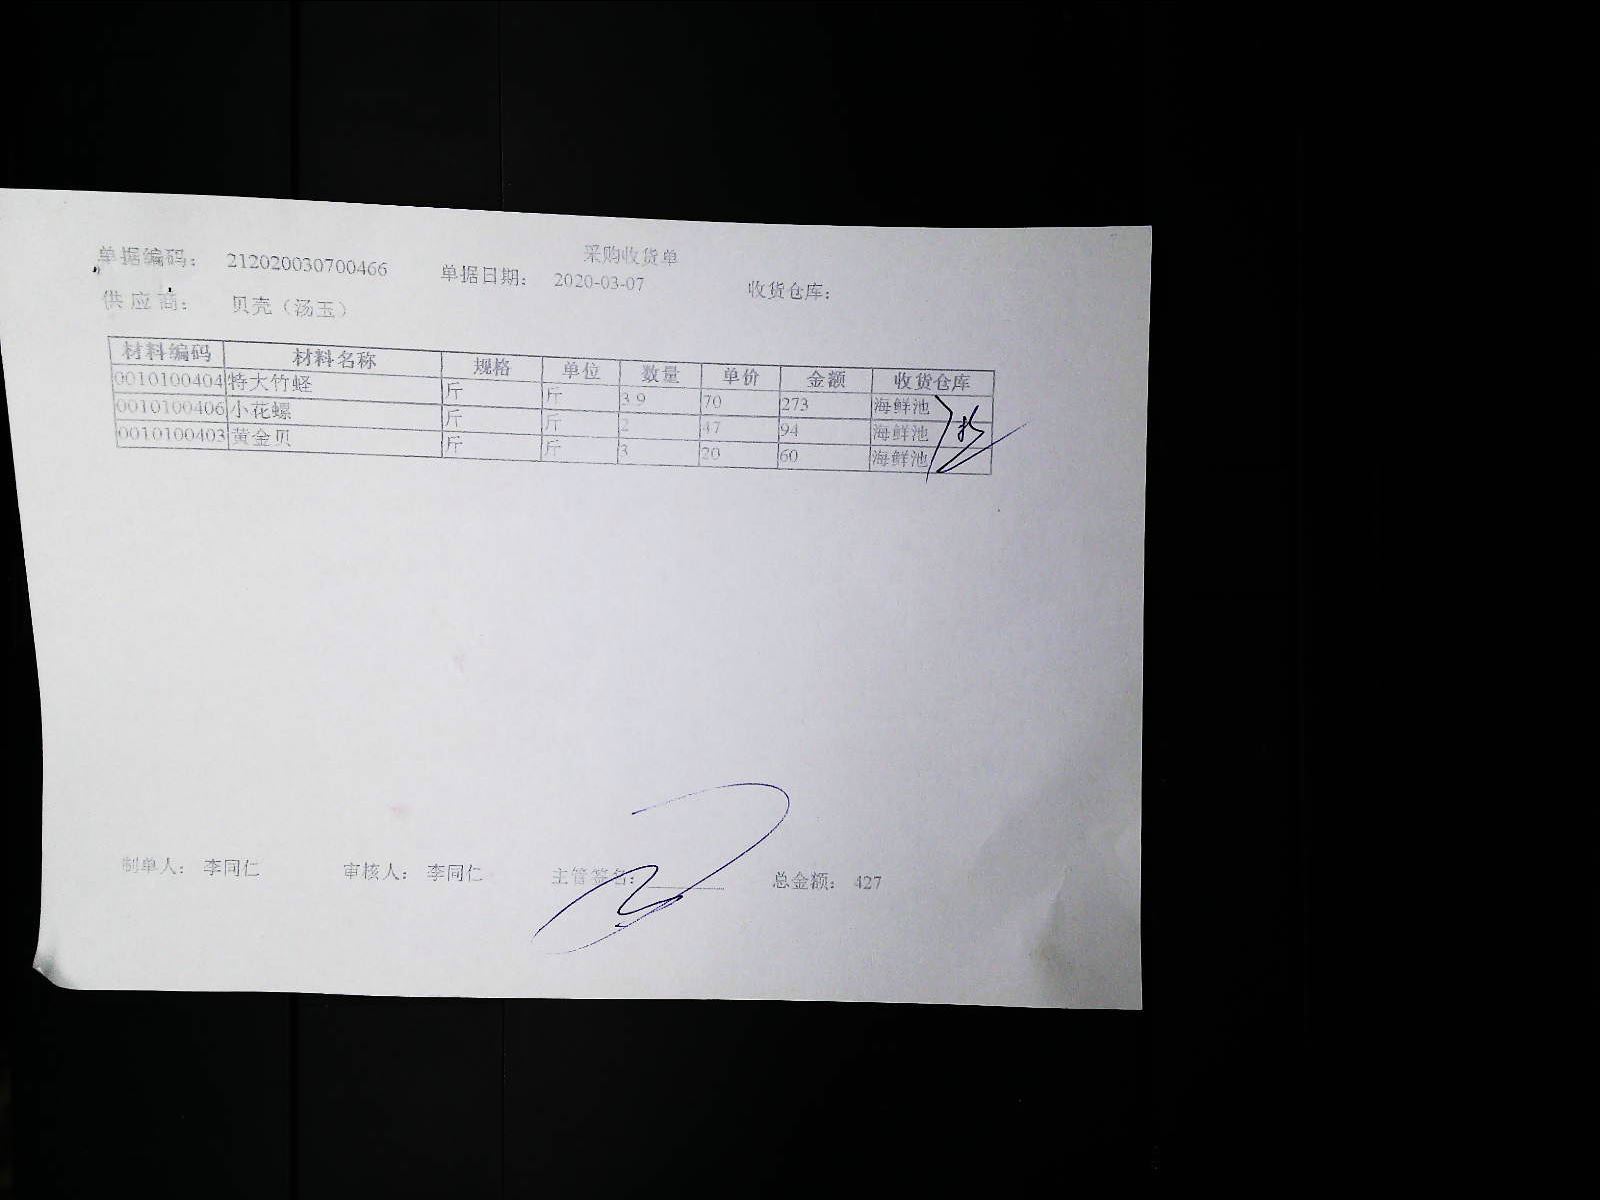 采购收货单
单据编码： 212020030700466 单据日期： 2020-03-07 收货仓库：
供应商： 贝壳（汤玉）
材料编码 材料名称 规格 单位 数量 单价 金额 收货仓库
0010100404 特大竹蛏 斤 斤 3.9 70 273 海鲜池
0010100406 小花螺 斤 斤 2 47 94 海鲜池
0010100403 黄金贝 斤 斤 3 20 60 海鲜池
制单人： 李同仁 审核人： 李同仁 主管签名： 总金额： 427